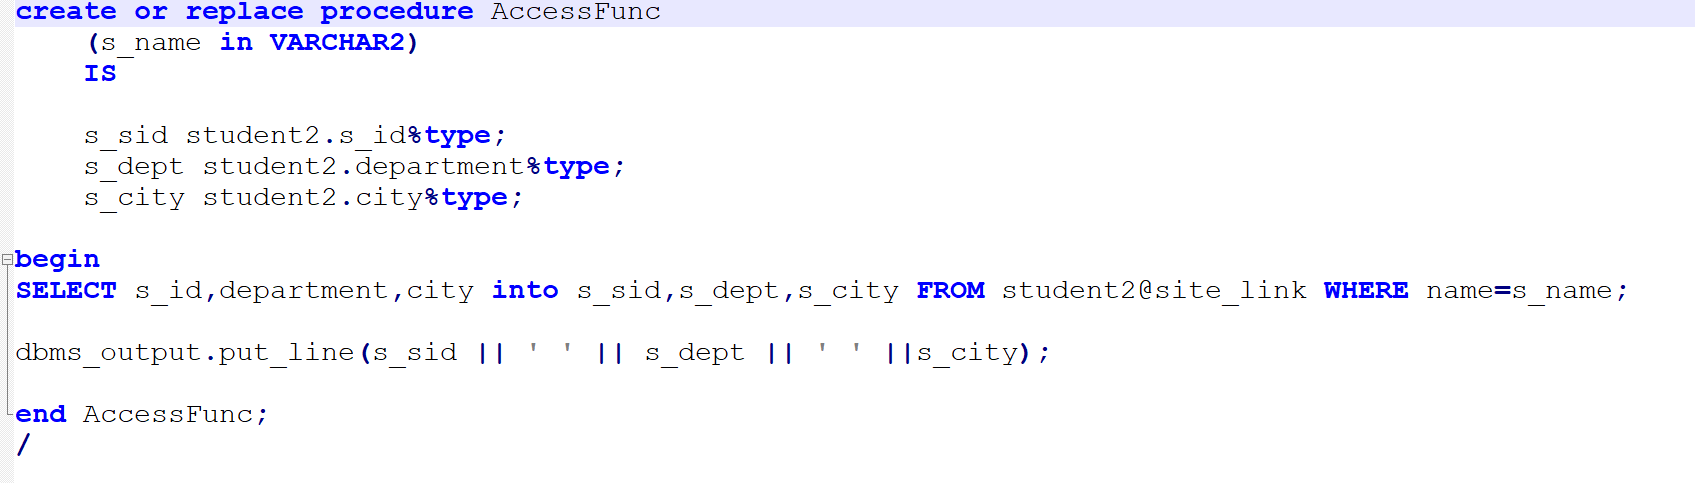 create or replace procedure AccessFunc
(s_name in VARCHAR2)
IS
s_sid student2.s_id%type;
s_dept student2.department%type;
s_city student2.city%type;
begin
SELECT s_id,department,city into s_sid,s_dept,s_city FROM student2@site_link WHERE name=s_name;
dbms_output.put_line(s_sid || ' ' || s_dept || ' ' ||s_city);
end AccessFunc;
/